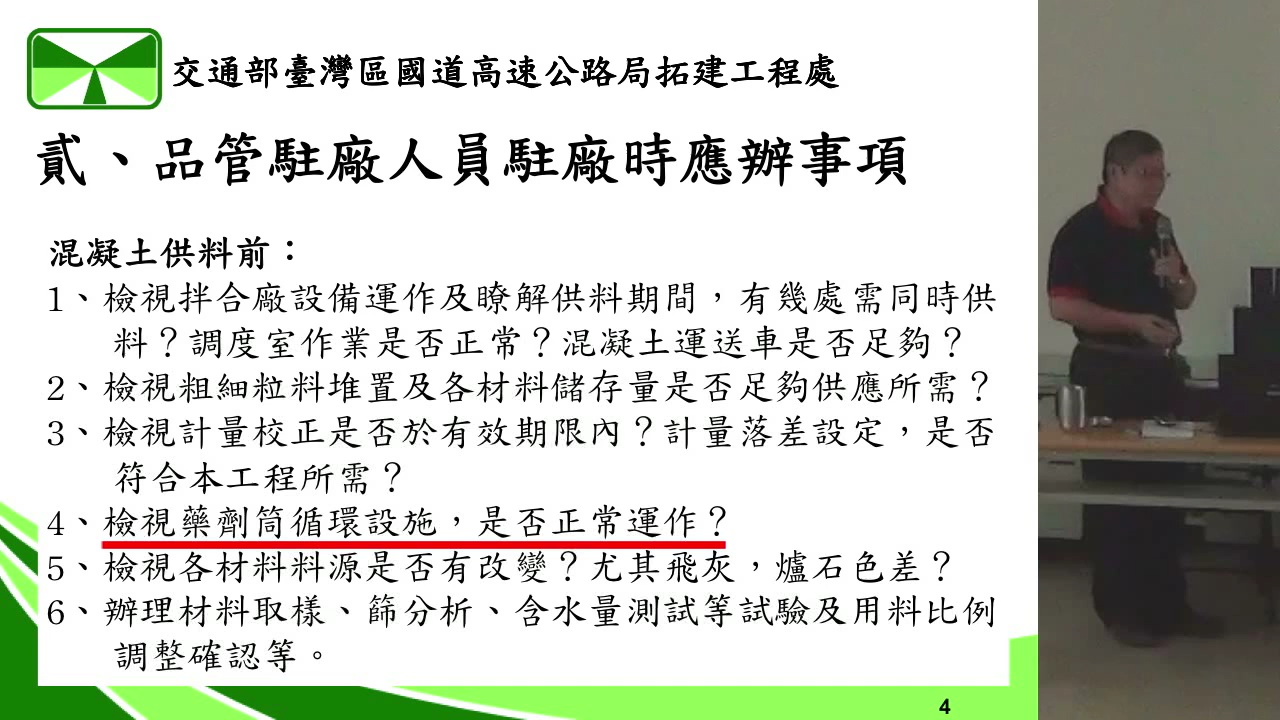 交通部臺灣區國道高速公路局拓建工程處
貳、品管駐廠人員駐廠時應辦事項
混凝土供料前：
1、檢視拌合廠設備運作及瞭解供料期間，有幾處需同時供
料？調度室作業是否正常？混凝土運送車是否足夠？
2、檢視粗細粒料堆置及各材料儲存量是否足夠供應所需？
3、檢視計量校正是否於有效期限內？計量落差設定，是否
符合本工程所需？
4、檢視藥劑筒循環設施，是否正常運作？
5、檢視各材料料源是否有改變？尤其飛灰，爐石色差？
6、辦理材料取樣、篩分析、含水量測試等試驗及用料比例
調整確認等。
4